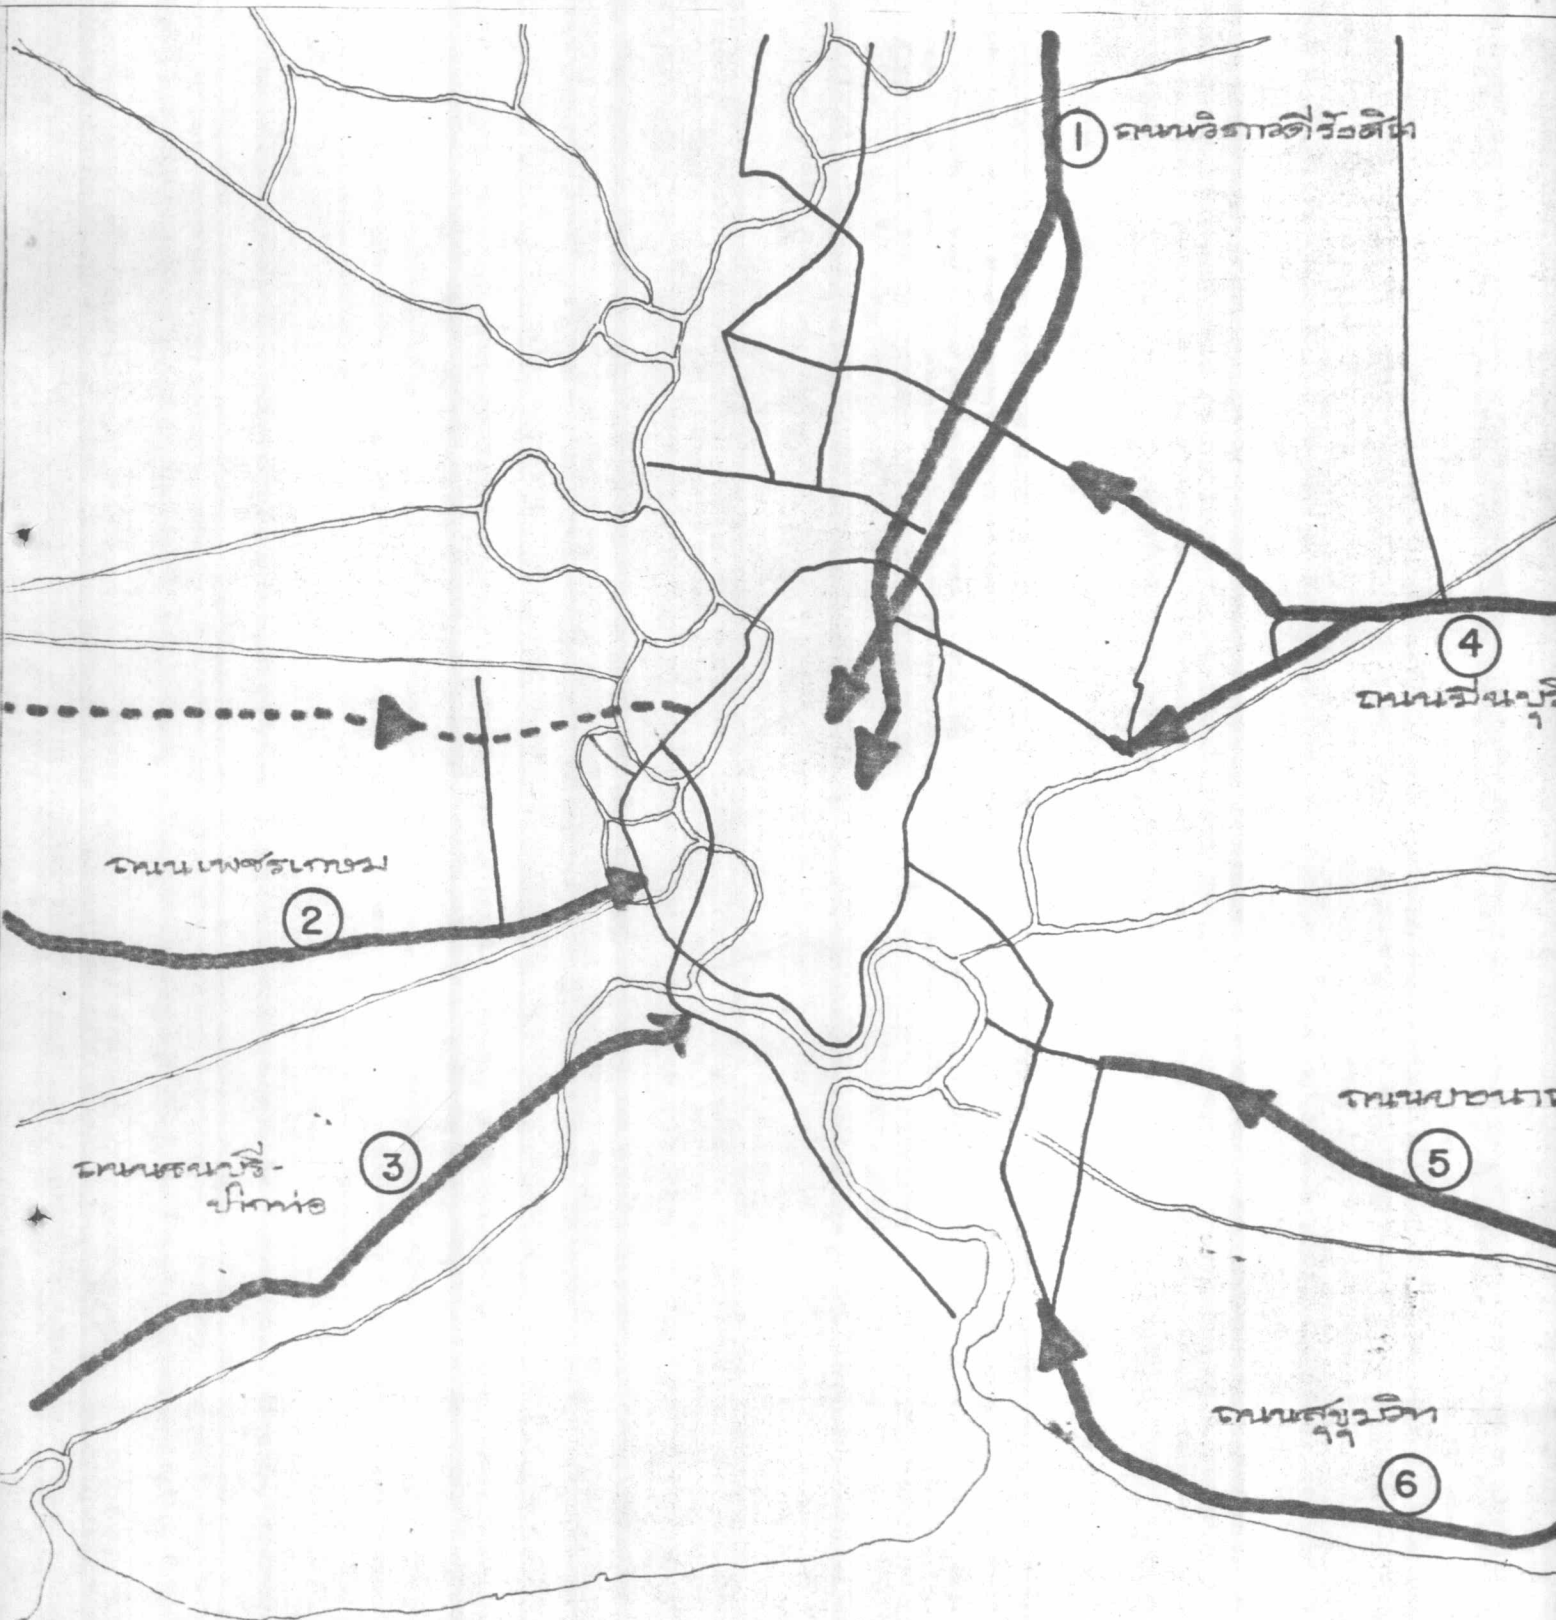 1 ถนนวิภาวดีรังสิต
4
ถนนมีนบุรี
ถนนเพชรเกษม
2
ถนนบางนา
5
3
ถนนธนบุรี-
ปากท่อ
ถนนสุขุมวิท
6